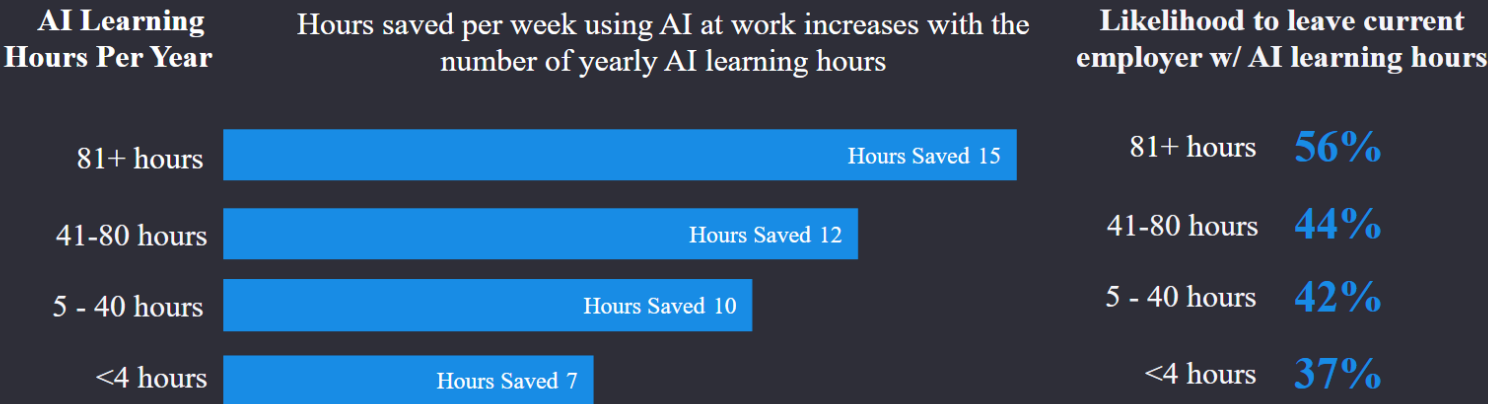 AI Learning
Hours Per Year
Hours saved per week using AI at work increases with the
number of yearly AI learning hours
Likelihood to leave current
employer w/ AI learning hours
81+ hours
Hours Saved 15
81+ hours 56%
41-80 hours
Hours Saved 12
41-80 hours 44%
5 - 40 hours
Hours Saved 10
5 - 40 hours 42%
<4 hours
Hours Saved 7
<4 hours 37%